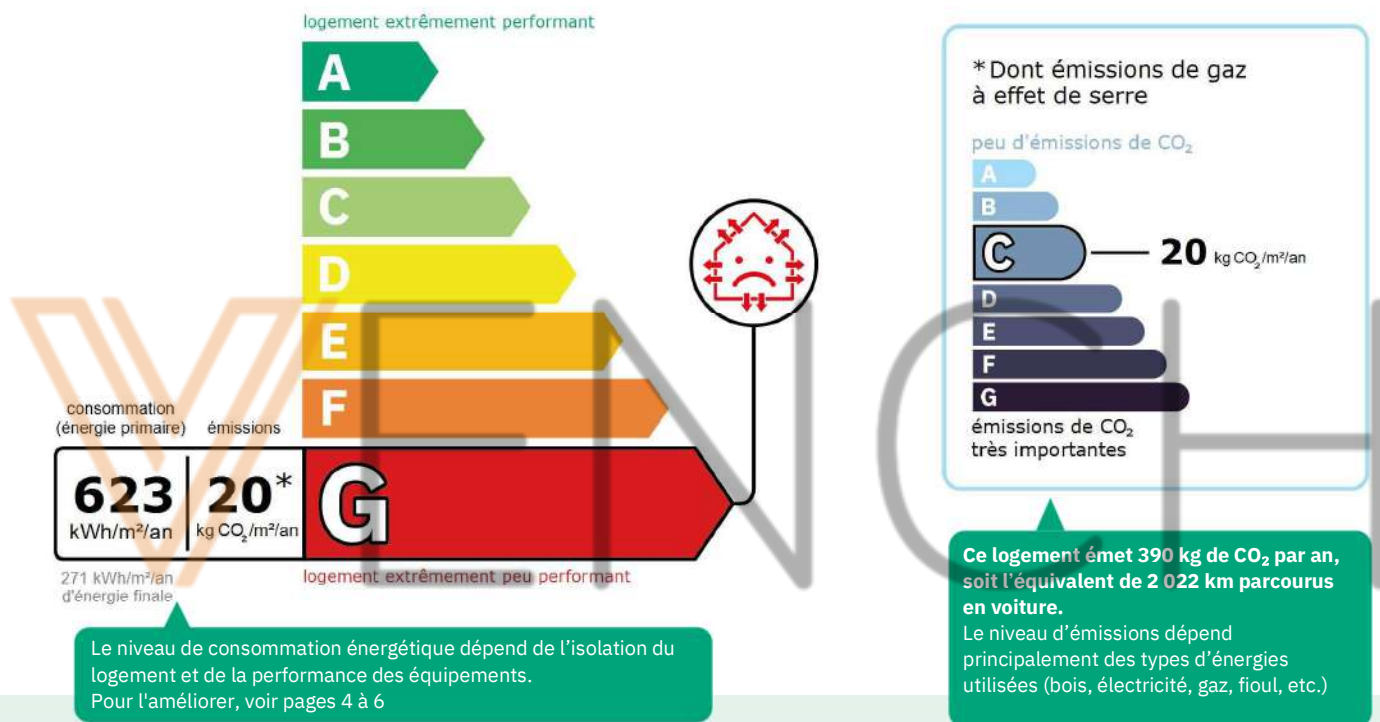 logement extrêmement performant
A
B
C
D
E
F
consommation
(énergie primaire)
émissions
623
kWh/m²/an
20*
kg CO₂/m²/an
G
271 kWh/m²/an
d'énergie finale
logement extrêmement peu performant
Le niveau de consommation énergétique dépend de l'isolation du
logement et de la performance des équipements.
Pour l'améliorer, voir pages 4 à 6
*Dont émissions de gaz
à effet de serre
peu d'émissions de CO₂
A
B
C
20 kg CO₂/m²/an
D
E
F
G
émissions de CO₂
très importantes
Ce logement émet 390 kg de CO₂ par an,
soit l'équivalent de 2 022 km parcourus
en voiture.
Le niveau d'émissions dépend
principalement des types d'énergies
utilisées (bois, électricité, gaz, fioul, etc.)
VENCH